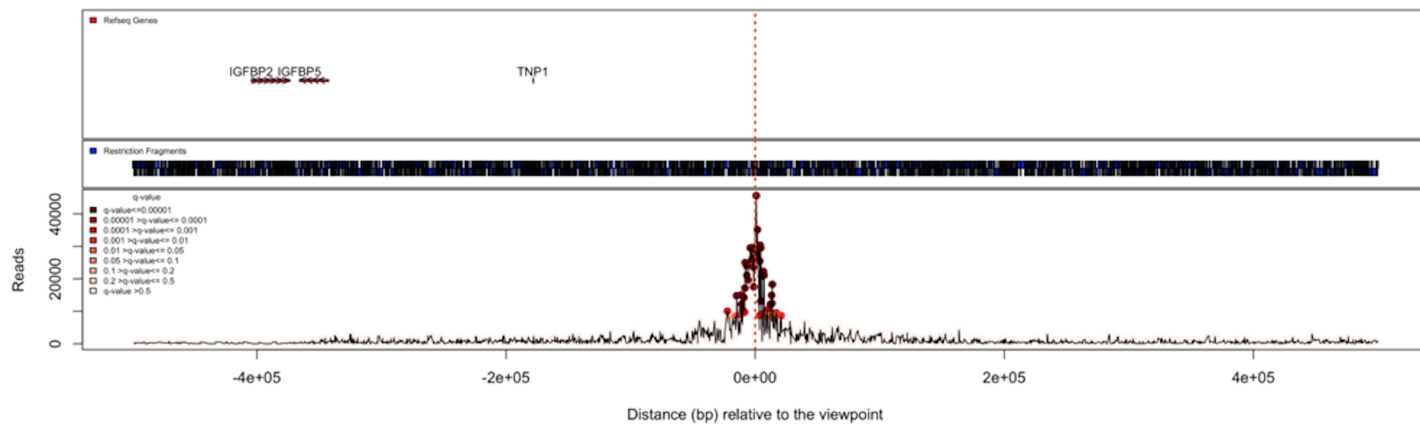 Refseq Genes
IGFBP2 IGFBP5 TNP1
Restriction Fragments
q-value
q-value<=0.00001
0.00001 >q-value<= 0.0001
0.0001 >q-value<= 0.001
0.001 >q-value<= 0.01
0.01 >q-value<= 0.05
0.05 >q-value<= 0.1
0.1 >q-value<= 0.2
0.2 >q-value<= 0.5
q-value >0.5
Reads
40000
20000
0
-4e+05 -2e+05 0e+00 2e+05 4e+05
Distance (bp) relative to the viewpoint